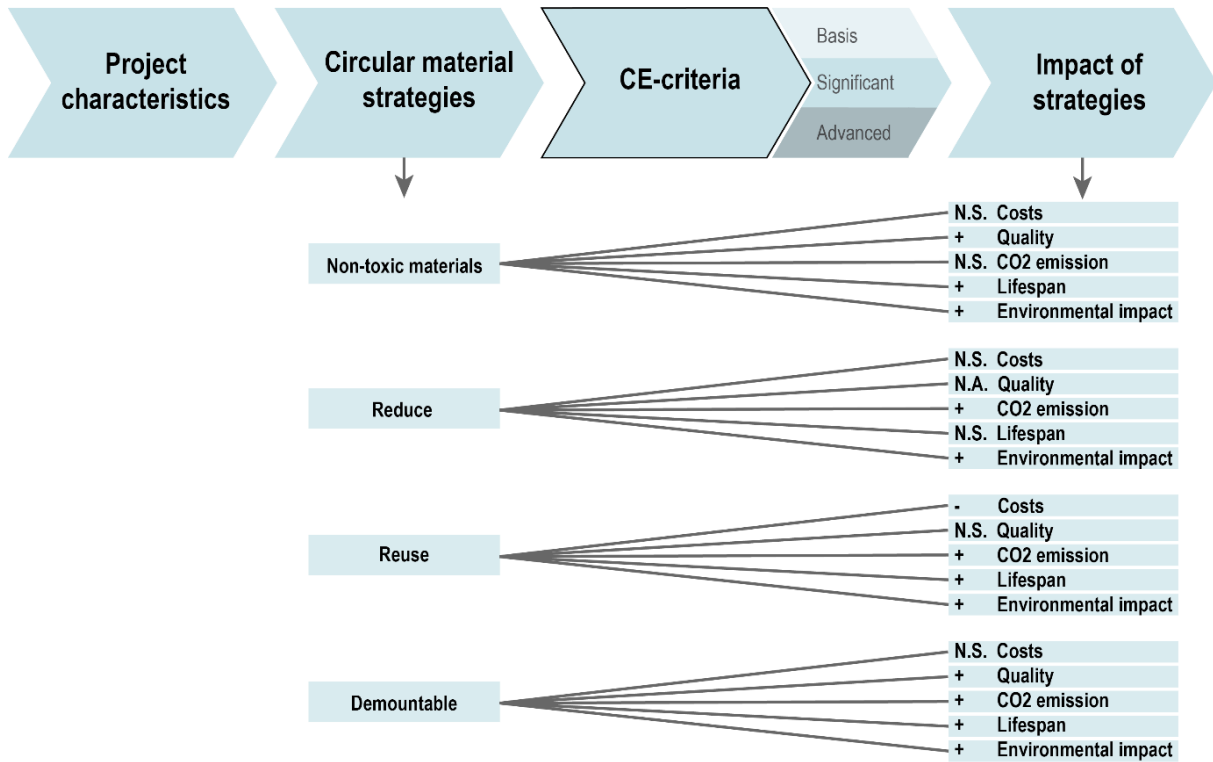 Project
characteristics
Circular material
strategies
CE-criteria
Basis
Significant
Advanced
Impact of
strategies
Non-toxic materials
N.S. Costs
+ Quality
N.S. CO2 emission
+ Lifespan
+ Environmental impact
Reduce
N.S. Costs
N.A. Quality
+ CO2 emission
N.S. Lifespan
+ Environmental impact
Reuse
- Costs
N.S. Quality
+ CO2 emission
+ Lifespan
+ Environmental impact
Demountable
N.S. Costs
+ Quality
+ CO2 emission
+ Lifespan
+ Environmental impact